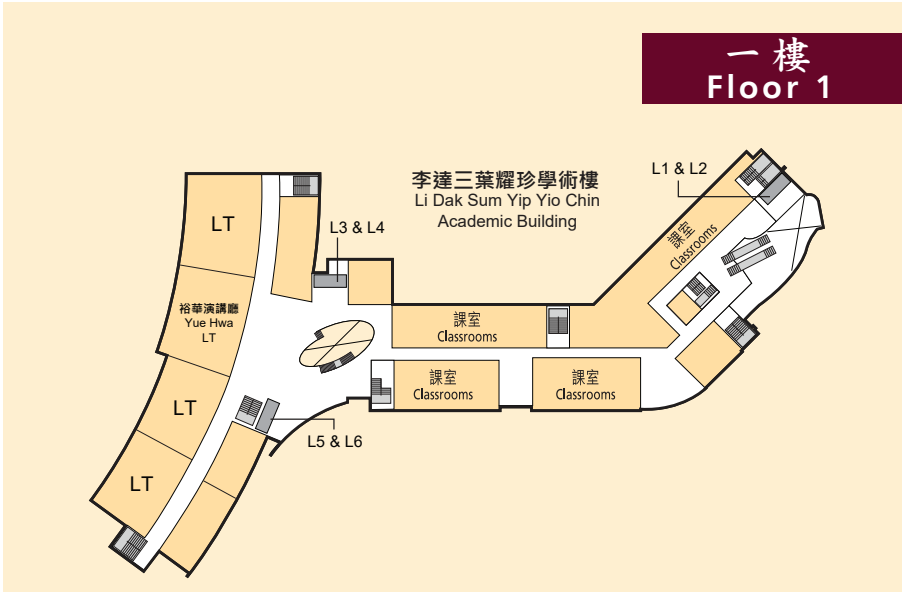 一樓
Floor 1
李達三葉耀珍學術樓
Li Dak Sum Yip Yio Chin
Academic Building
L1 & L2
課室
Classrooms
LT
L3 & L4
裕華演講廳
Yue Hwa
LT
課室
Classrooms
課室
Classrooms
課室
Classrooms
LT
L5 & L6
LT